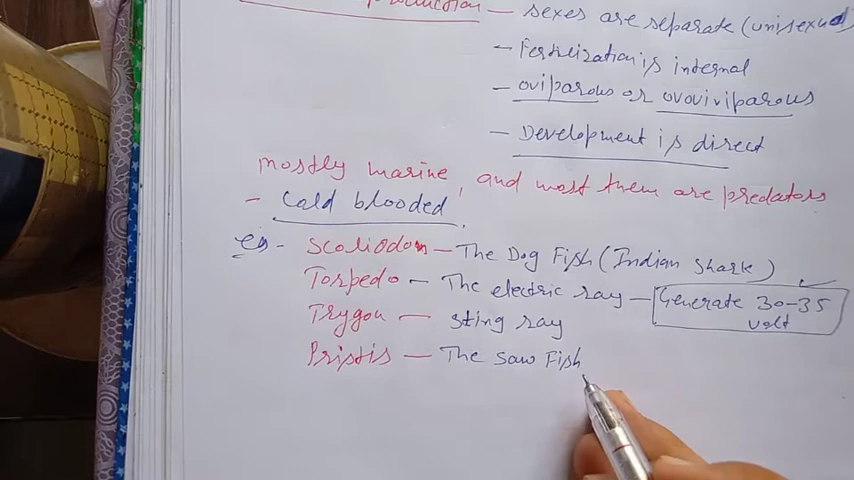 production — sexes are separate (unisexual)
— Fertilization is internal
— oviparous or ovoviviparous
— Development is direct
mostly marine, and most them are predators
— Cold blooded.
eg - Scoliodon — The Dog Fish (Indian Shark)
Torpedo — The electric ray — Generate 30-35 volt
Trygon — sting ray
Pristis — The Saw Fish